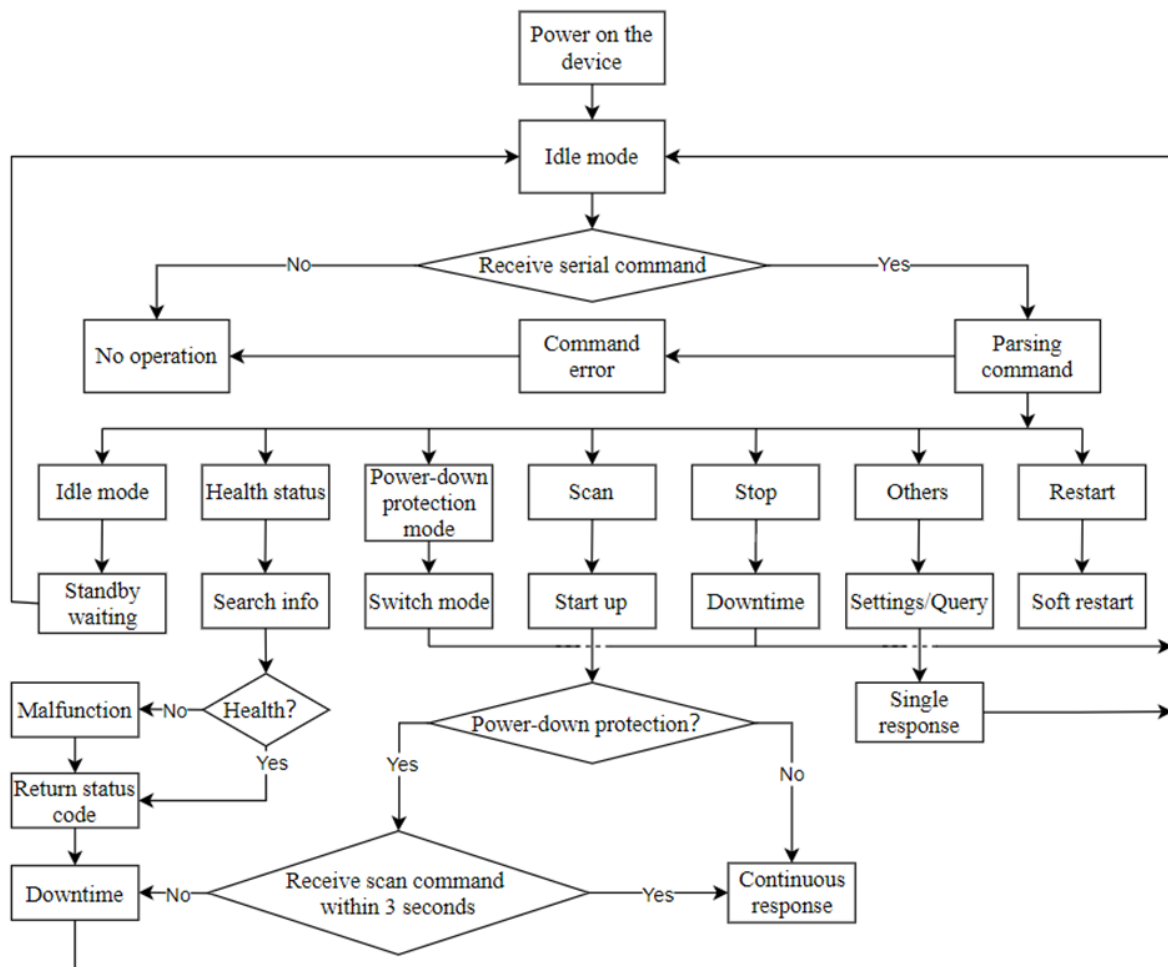 Power on the
device
Idle mode
Receive serial command
No
Yes
No operation
Command
error
Parsing
command
Idle mode
Health status
Power-down
protection
mode
Scan
Stop
Others
Restart
Standby
waiting
Search info
Switch mode
Start up
Downtime
Settings/Query
Soft restart
Malfunction
No
Health?
Power-down protection?
Single
response
Yes
Yes
No
Return status
code
Downtime
No
Receive scan command
within 3 seconds
Yes
Continuous
response